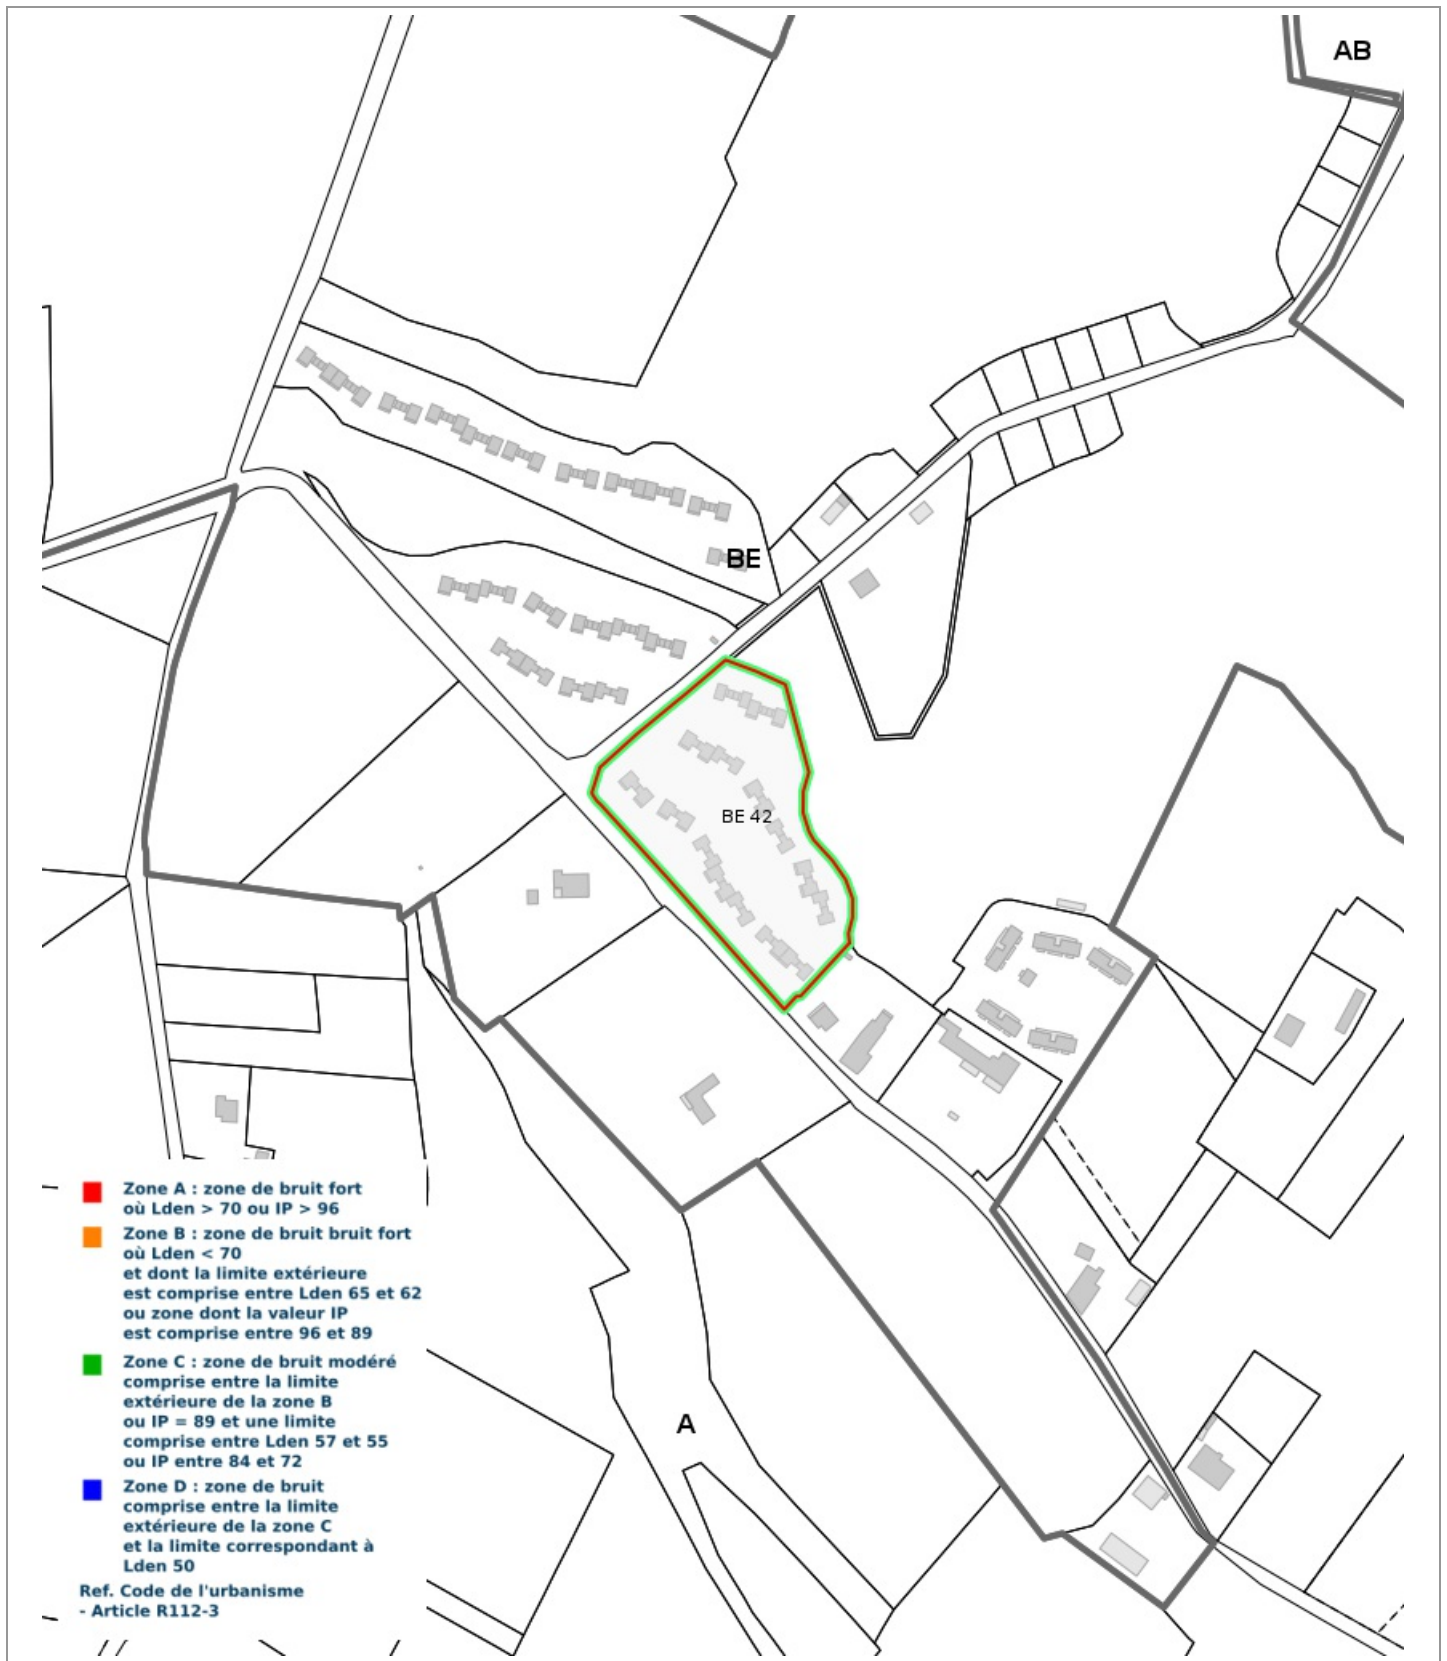 AB
BE
BE 42
A
Zone A : zone de bruit fort
où Lden > 70 ou IP > 96
Zone B : zone de bruit bruit fort
où Lden < 70
et dont la limite extérieure
est comprise entre Lden 65 et 62
ou zone dont la valeur IP
est comprise entre 96 et 89
Zone C : zone de bruit modéré
comprise entre la limite
extérieure de la zone B
ou IP = 89 et une limite
comprise entre Lden 57 et 55
ou IP entre 84 et 72
Zone D : zone de bruit
comprise entre la limite
extérieure de la zone C
et la limite correspondant à
Lden 50
Ref. Code de l'urbanisme
- Article R112-3